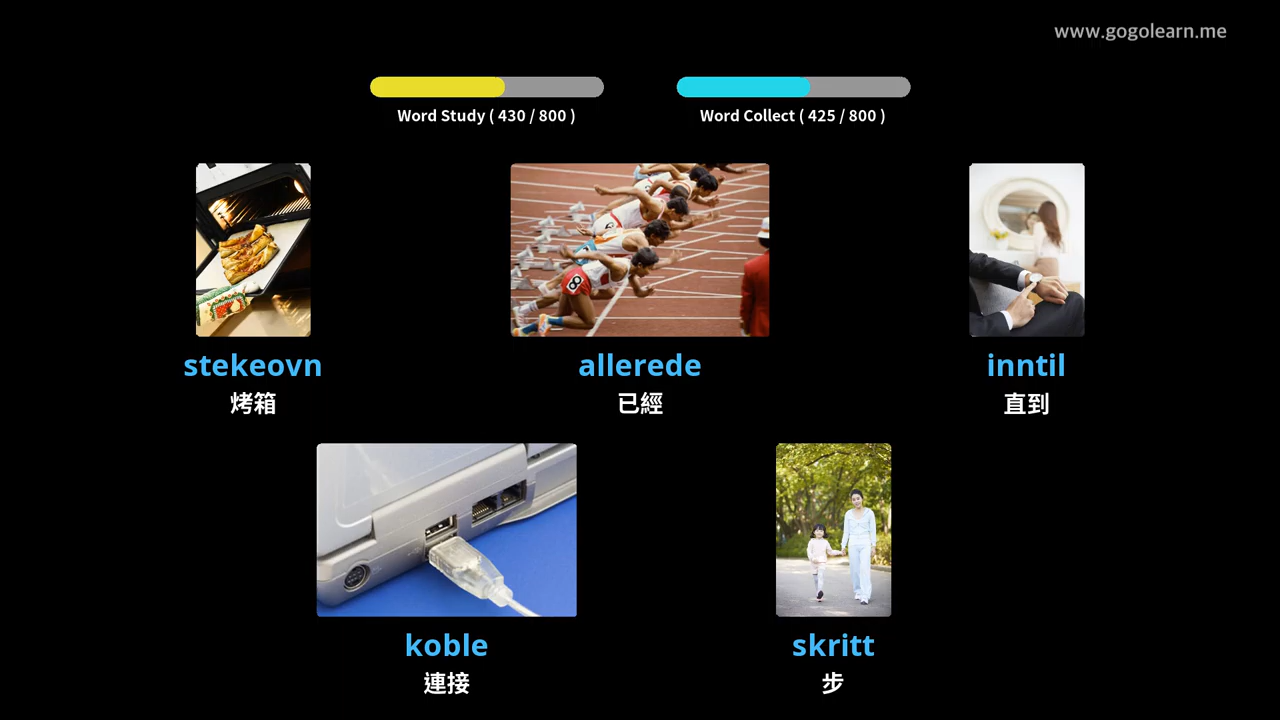 www.gogolearn.me
Word Study ( 430 / 800 )
Word Collect ( 425 / 800 )
stekeovn
烤箱
allerede
已經
inntil
直到
koble
連接
skritt
步